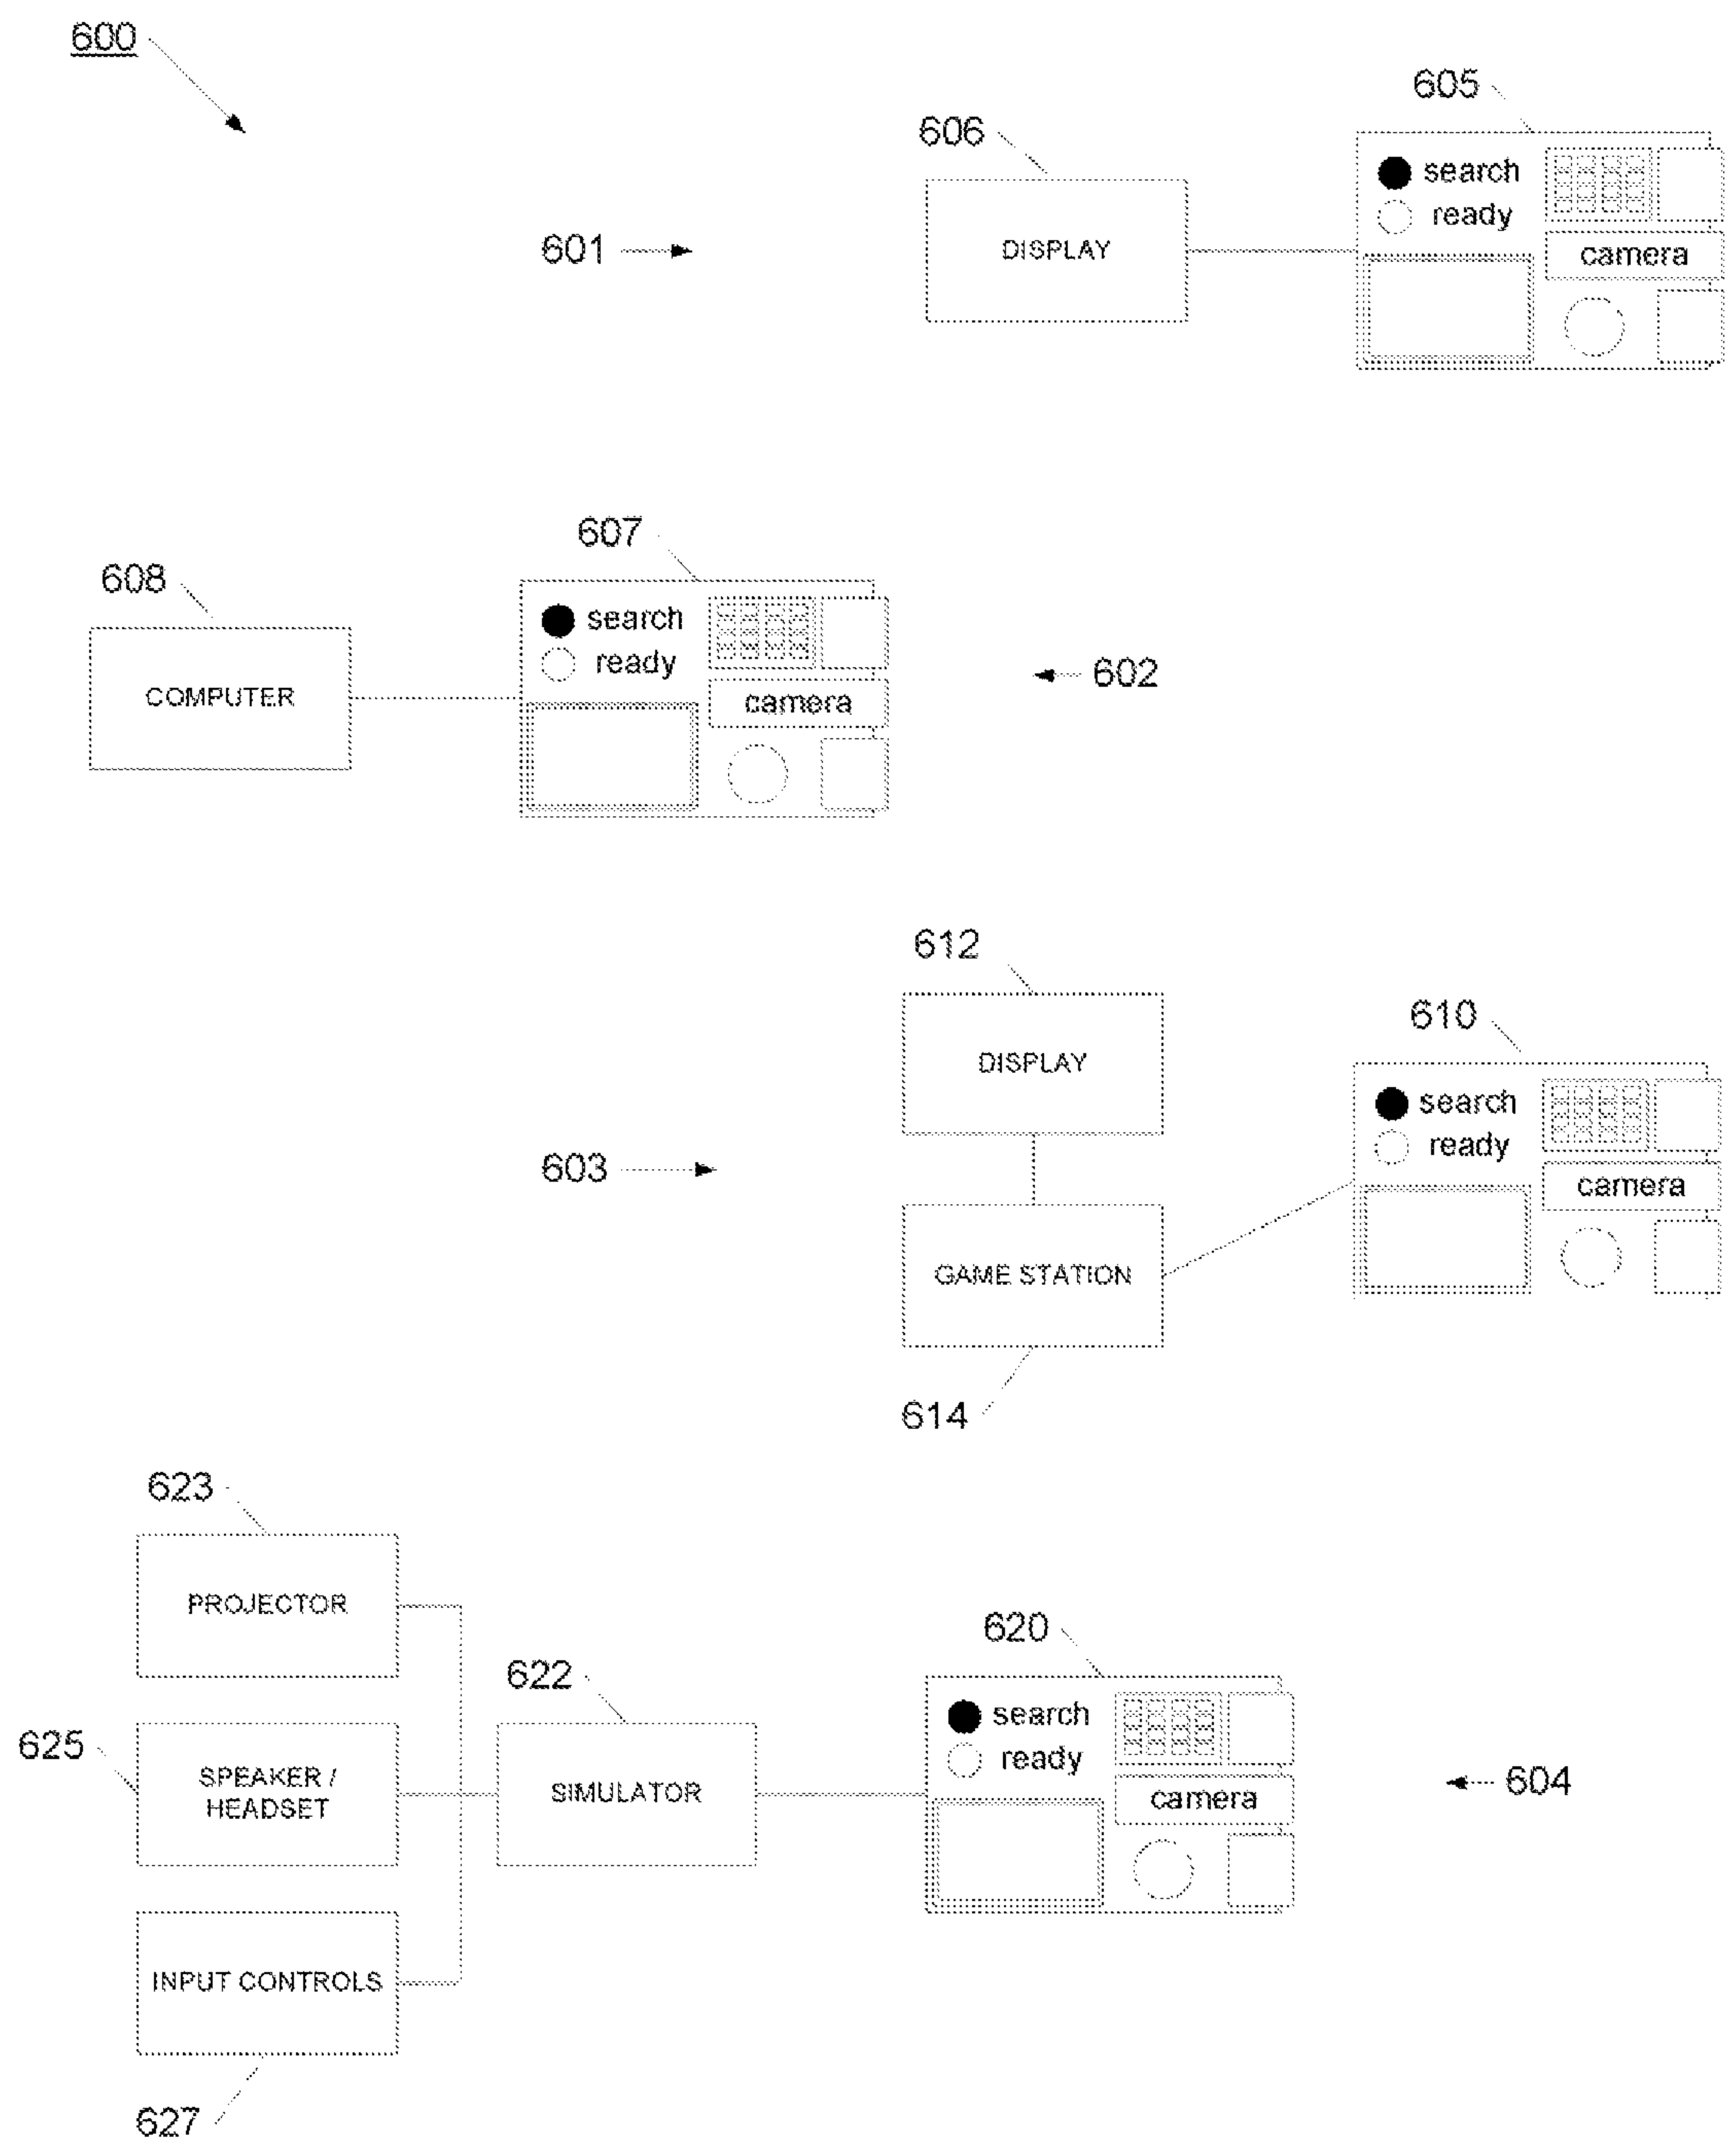 600
605
606
search
ready
601
DISPLAY
camera
607
608
search
ready
602
COMPUTER
camera
612
610
DISPLAY
search
ready
603
camera
GAME STATION
614
623
PROJECTOR
620
622
search
625
ready
SPEAKER /
HEADSET
SIMULATOR
camera
604
INPUT CONTROLS
627